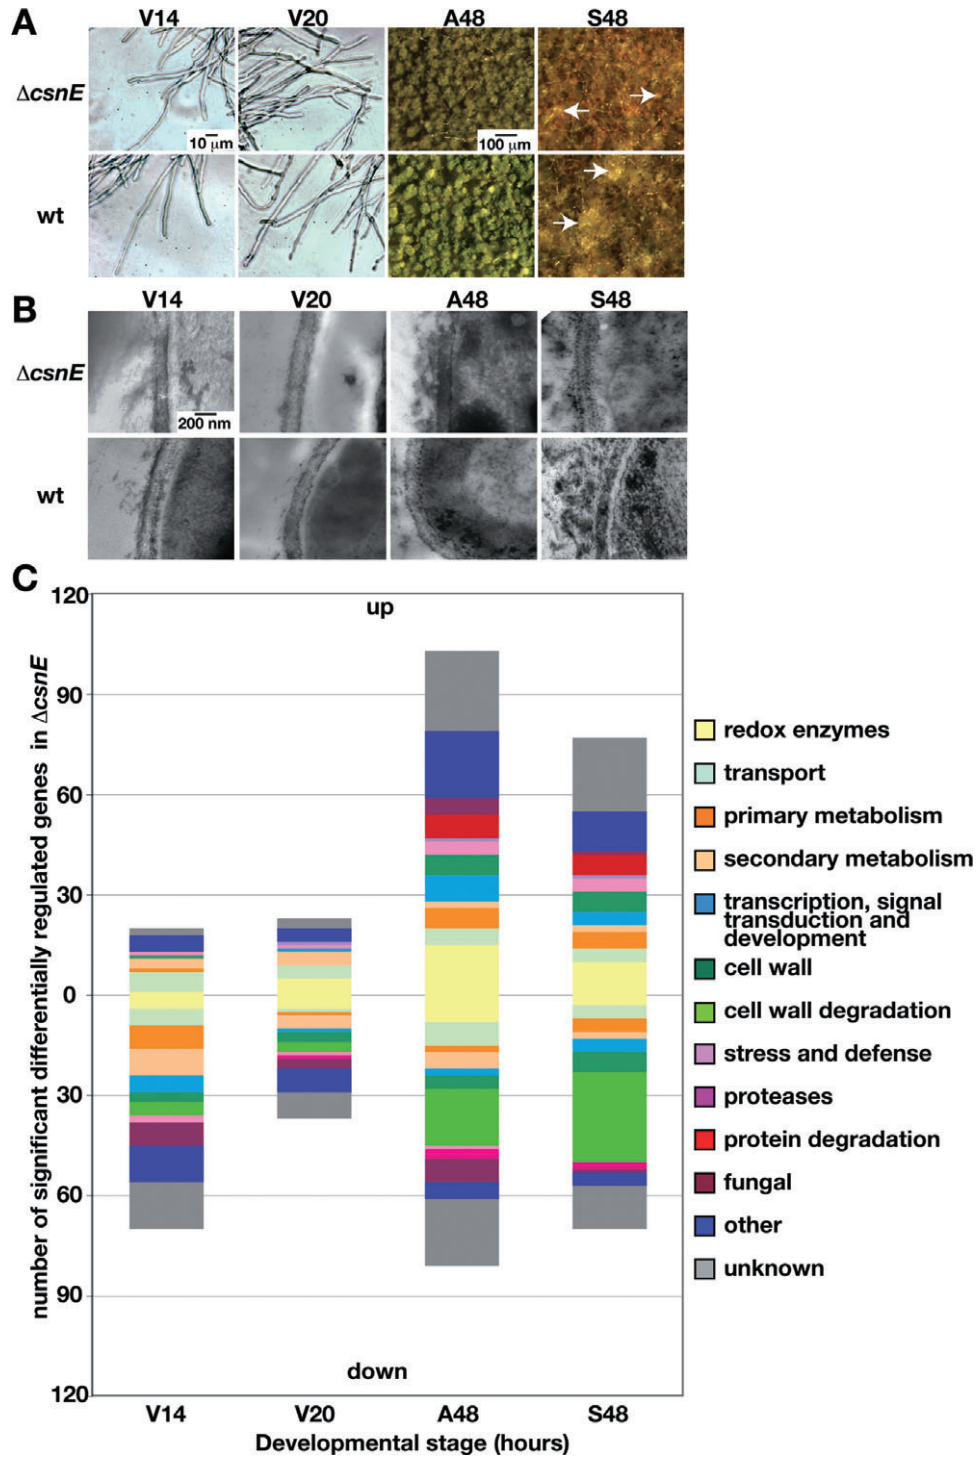 A
V14 V20 A48 S48
ΔcsnE
10 μm
100 μm
wt
B
V14 V20 A48 S48
ΔcsnE
200 nm
wt
C
number of significant differentially regulated genes in ΔcsnE
120
90
60
30
0
30
60
90
120
up
down
V14 V20 A48 S48
Developmental stage (hours)
redox enzymes
transport
primary metabolism
secondary metabolism
transcription, signal
transduction and
development
cell wall
cell wall degradation
stress and defense
proteases
protein degradation
fungal
other
unknown